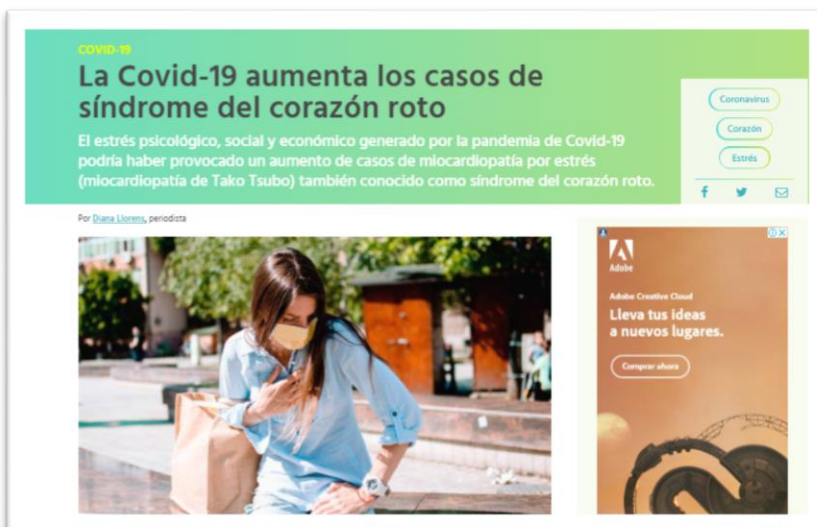 COVID-19
La Covid-19 aumenta los casos de
síndrome del corazón roto
El estrés psicológico, social y económico generado por la pandemia de Covid-19
podría haber provocado un aumento de casos de miocardiopatía por estrés
(miocardiopatía de Tako Tsubo) también conocido como síndrome del corazón roto.
Coronavirus
Corazón
Estrés
Por Diana Llorens, periodista
Adobe
Adobe Creative Cloud
Lleva tus ideas
a nuevos lugares.
Comprar ahora